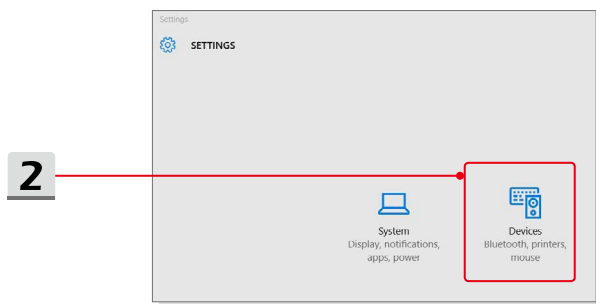 Settings
SETTINGS
2
System
Display, notifications,
apps, power
Devices
Bluetooth, printers,
mouse